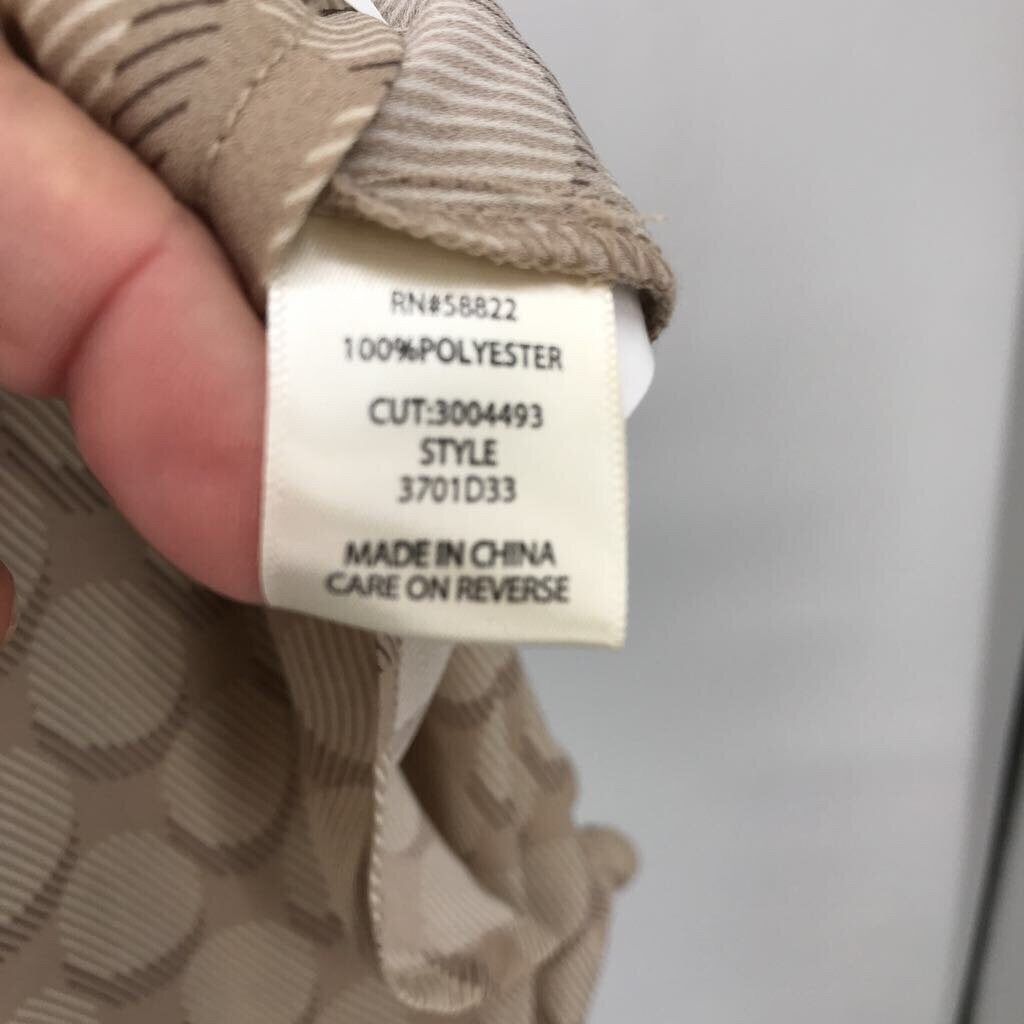 RN#58822
100%POLYESTER
CUT:3004493
STYLE
3701D33
MADE IN CHINA
CARE ON REVERSE